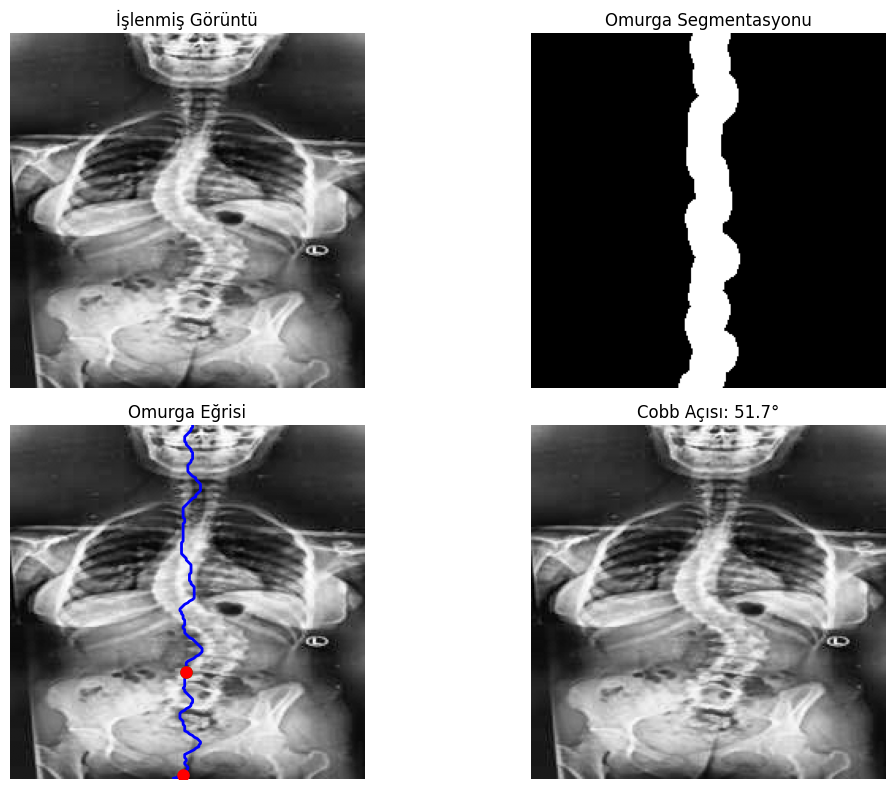 İşlenmiş Görüntü
Omurga Segmentasyonu
L
Omurga Eğrisi
Cobb Açısı: 51.7°
L
L